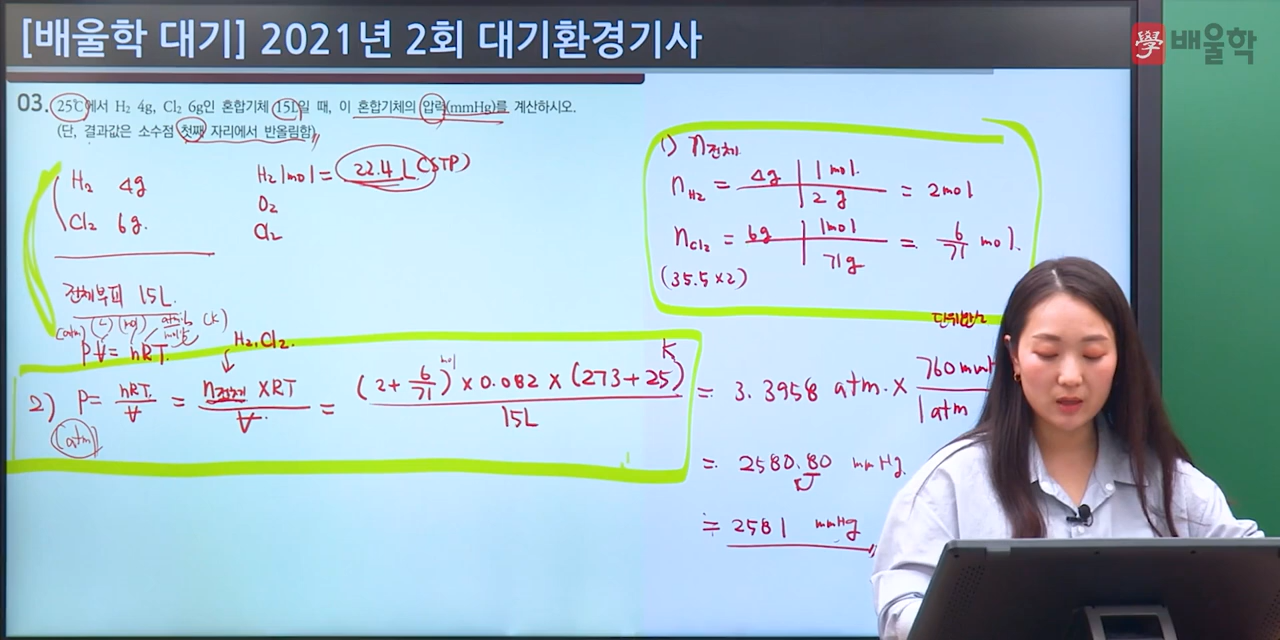 [배울학 대기] 2021년 2회 대기환경기사
學 배울학
03. 25℃에서 H₂ 4g, Cl₂ 6g인 혼합기체 15L일 때, 이 혼합기체의 압력(mmHg)를 계산하시오.
(단, 결과값은 소수점 첫째 자리에서 반올림함)
H₂ 4g
Cl₂ 6g.
전체부피 15L.
H₂ 1mol = 22.4 L (STP)
O₂
Cl₂
(atm) (L) (mol) (K)
PV = nRT.
H₂, Cl₂.
1) n전체.
n H₂ = 4g | 1mol. / 2g = 2mol
n Cl₂ = 6g | 1mol / 71g = 6/71 mol.
(35.5×2)
2) P = nRT. / V = n전체 × RT / V = (2 + 6/71) mol × 0.082 × (273+25) K / 15L
(atm)
= 3.3958 atm. × 760mmH / 1atm
= 2580.80 mmHg.
≒ 2581 mmHg